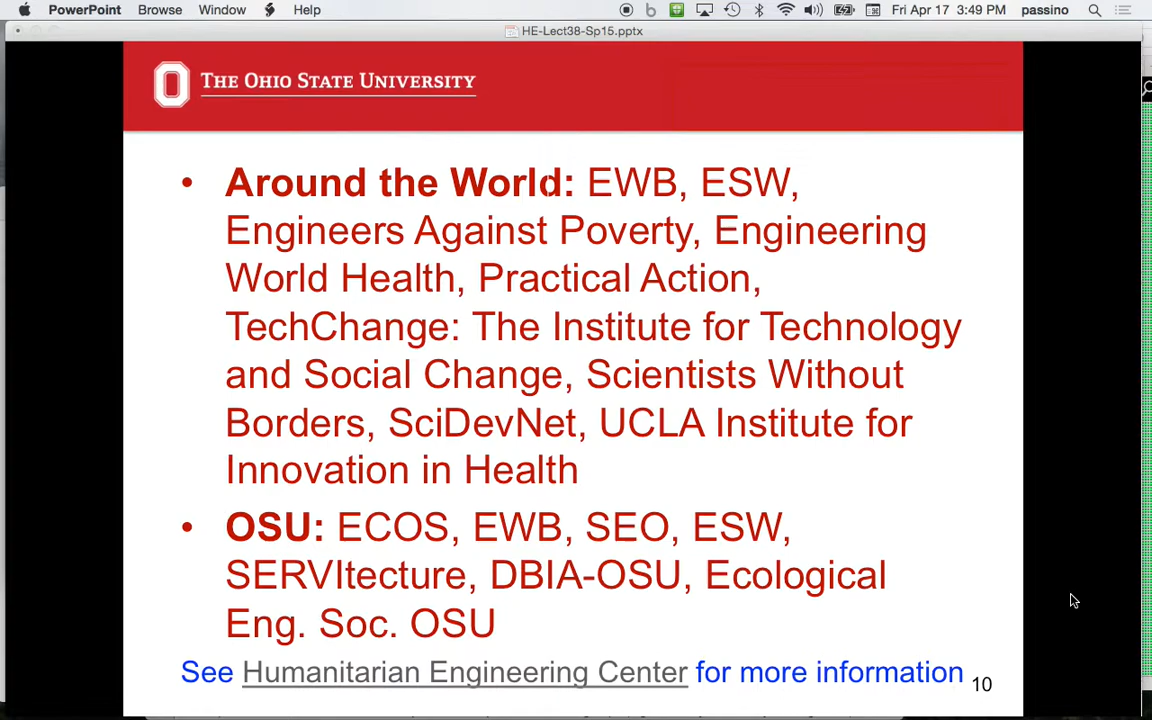 PowerPoint Browse Window Help Fri Apr 17 3:49 PM passino
HE-Lect38-Sp15.pptx
THE OHIO STATE UNIVERSITY
• Around the World: EWB, ESW,
Engineers Against Poverty, Engineering
World Health, Practical Action,
TechChange: The Institute for Technology
and Social Change, Scientists Without
Borders, SciDevNet, UCLA Institute for
Innovation in Health
• OSU: ECOS, EWB, SEO, ESW,
SERVItecture, DBIA-OSU, Ecological
Eng. Soc. OSU
See Humanitarian Engineering Center for more information
10